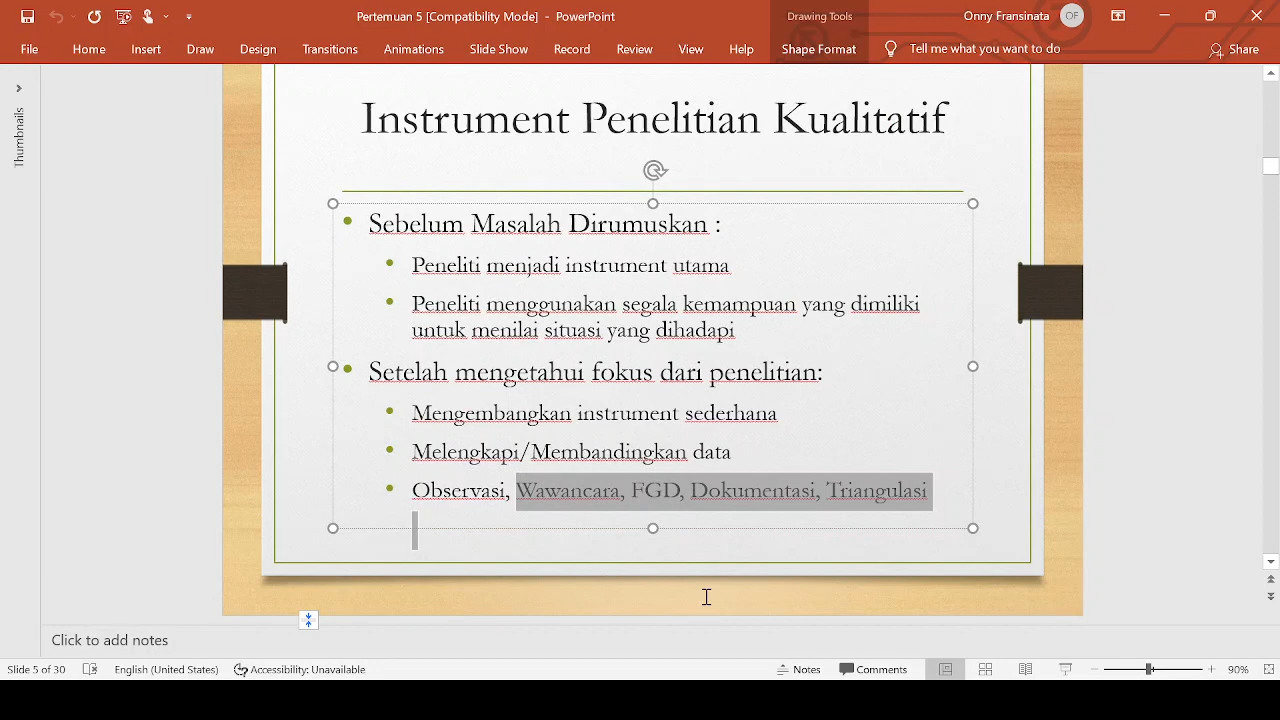 Pertemuan 5 [Compatibility Mode] - PowerPoint
Drawing Tools
Onny Fransinata
OF
File
Home
Insert
Draw
Design
Transitions
Animations
Slide Show
Record
Review
View
Help
Shape Format
Tell me what you want to do
Share
Thumbnails
Instrument Penelitian Kualitatif
• Sebelum Masalah Dirumuskan :
• Peneliti menjadi instrument utama
• Peneliti menggunakan segala kemampuan yang dimiliki
untuk menilai situasi yang dihadapi
• Setelah mengetahui fokus dari penelitian:
• Mengembangkan instrument sederhana
• Melengkapi/Membandingkan data
• Observasi, Wawancara, FGD, Dokumentasi, Triangulasi
Click to add notes
Slide 5 of 30
English (United States)
Accessibility: Unavailable
Notes
Comments
90%